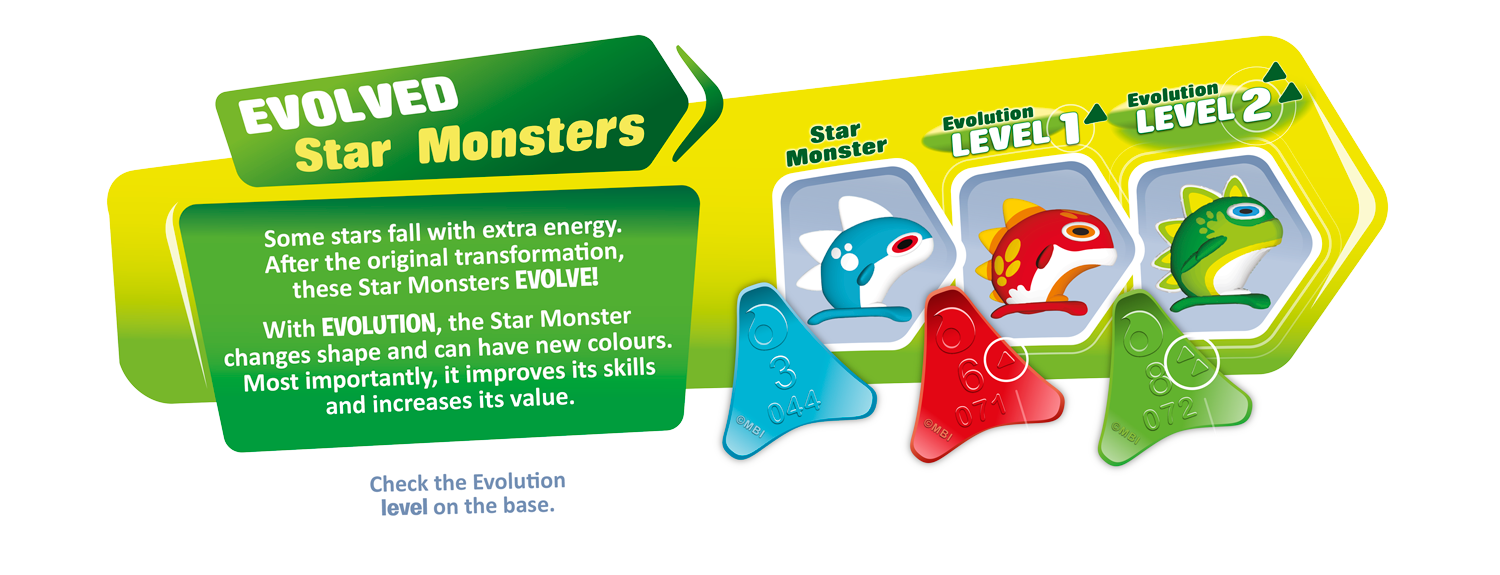 EVOLVED
Star Monsters
Some stars fall with extra energy.
After the original transformation,
these Star Monsters EVOLVE!
With EVOLUTION, the Star Monster
changes shape and can have new colours.
Most importantly, it improves its skills
and increases its value.
Check the Evolution
level on the base.
Star
Monster
Evolution
LEVEL 1
Evolution
LEVEL 2
3
044
©MBI
6
071
©MBI
8
072
©MBI